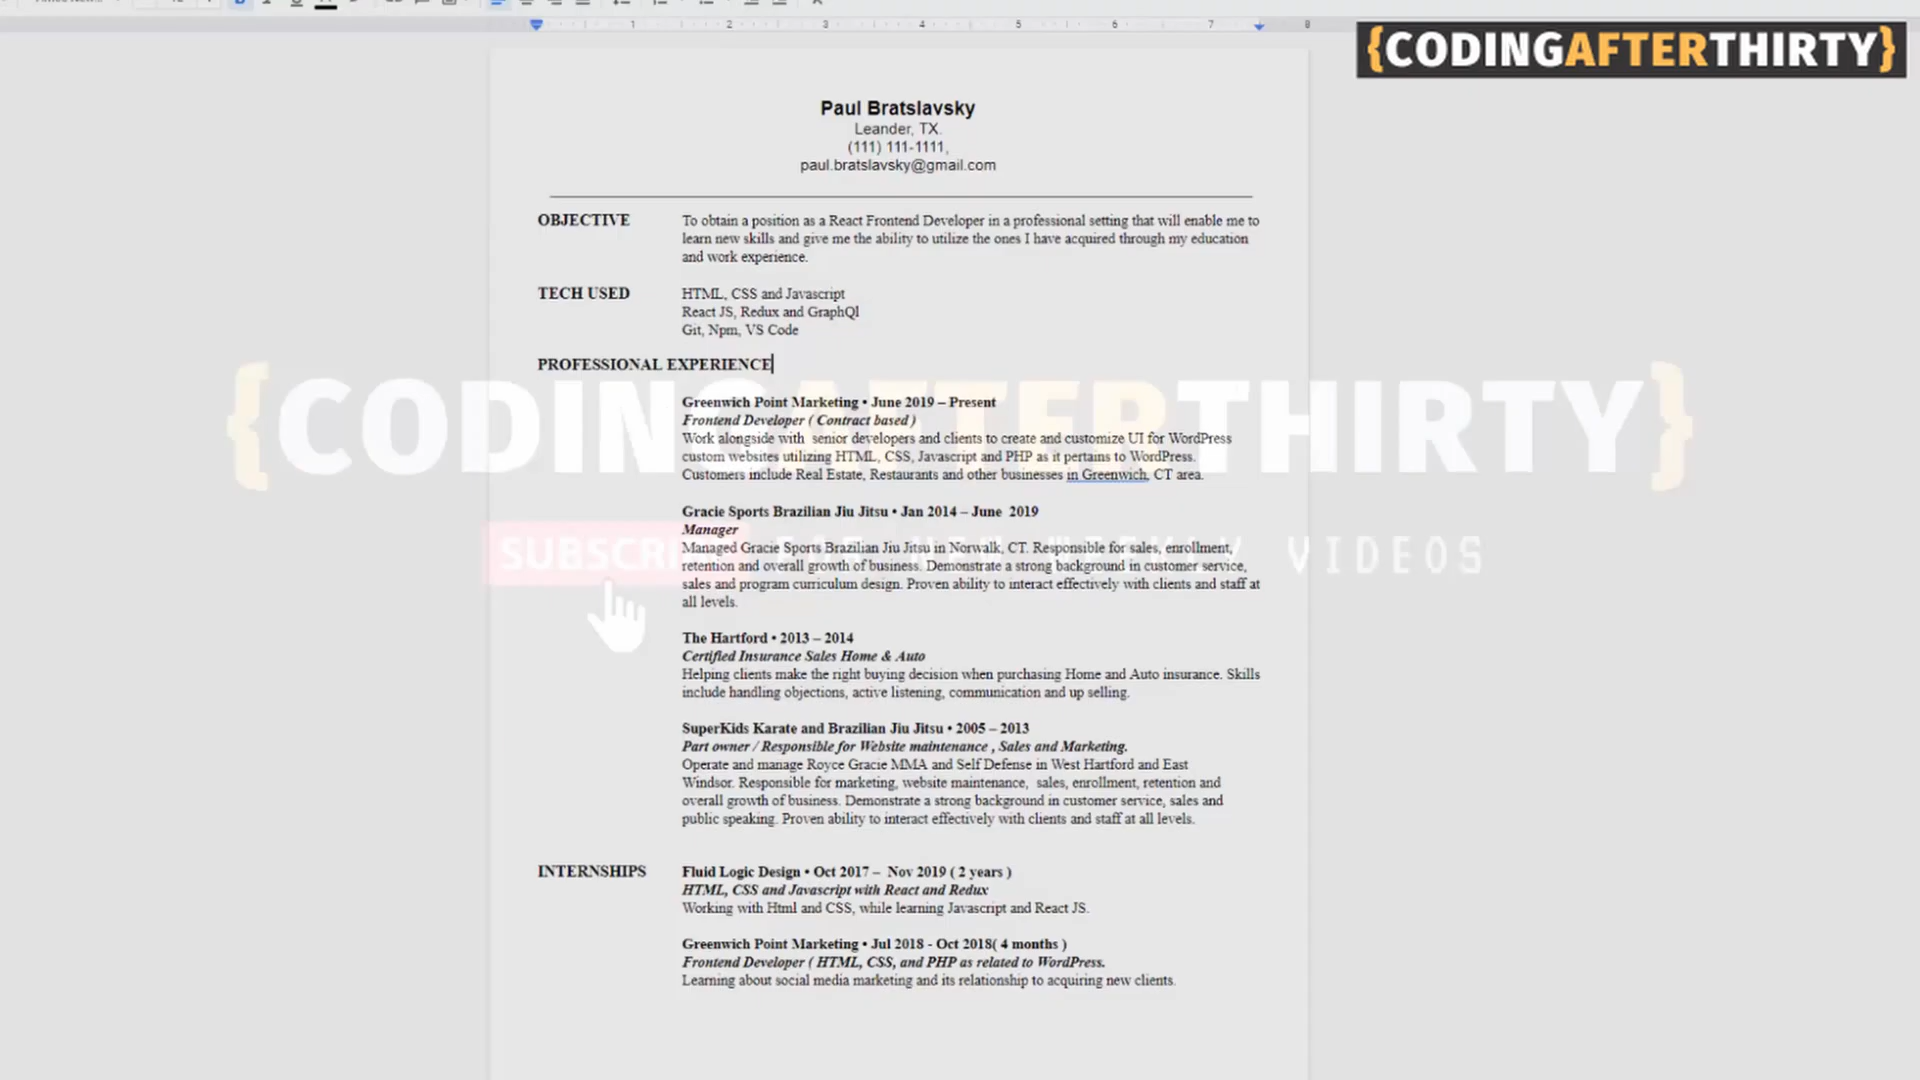 1 2 3 4 5 6 7 8
{CODINGAFTERTHIRTY}
Paul Bratslavsky
Leander, TX.
(111) 111-1111,
paul.bratslavsky@gmail.com
OBJECTIVE
To obtain a position as a React Frontend Developer in a professional setting that will enable me to
learn new skills and give me the ability to utilize the ones I have acquired through my education
and work experience.
TECH USED
HTML, CSS and Javascript
React JS, Redux and GraphQl
Git, Npm, VS Code
PROFESSIONAL EXPERIENCE
{CODINGAFTERTHIRTY}
Greenwich Point Marketing • June 2019 – Present
Frontend Developer ( Contract based )
Work alongside with  senior developers and clients to create and customize UI for WordPress
custom websites utilizing HTML, CSS, Javascript and PHP as it pertains to WordPress.
Customers include Real Estate, Restaurants and other businesses in Greenwich, CT area.
Gracie Sports Brazilian Jiu Jitsu • Jan 2014 – June  2019
Manager
Managed Gracie Sports Brazilian Jiu Jitsu in Norwalk, CT. Responsible for sales, enrollment,
retention and overall growth of business. Demonstrate a strong background in customer service,
sales and program curriculum design. Proven ability to interact effectively with clients and staff at
all levels.
VIDEOS
The Hartford • 2013 – 2014
Certified Insurance Sales Home & Auto
Helping clients make the right buying decision when purchasing Home and Auto insurance. Skills
include handling objections, active listening, communication and up selling.
SuperKids Karate and Brazilian Jiu Jitsu • 2005 – 2013
Part owner / Responsible for Website maintenance , Sales and Marketing.
Operate and manage Royce Gracie MMA and Self Defense in West Hartford and East
Windsor. Responsible for marketing, website maintenance,  sales, enrollment, retention and
overall growth of business. Demonstrate a strong background in customer service, sales and
public speaking. Proven ability to interact effectively with clients and staff at all levels.
INTERNSHIPS
Fluid Logic Design • Oct 2017 –  Nov 2019 ( 2 years )
HTML, CSS and Javascript with React and Redux
Working with Html and CSS, while learning Javascript and React JS.
Greenwich Point Marketing • Jul 2018 - Oct 2018( 4 months )
Frontend Developer ( HTML, CSS, and PHP as related to WordPress.
Learning about social media marketing and its relationship to acquiring new clients.